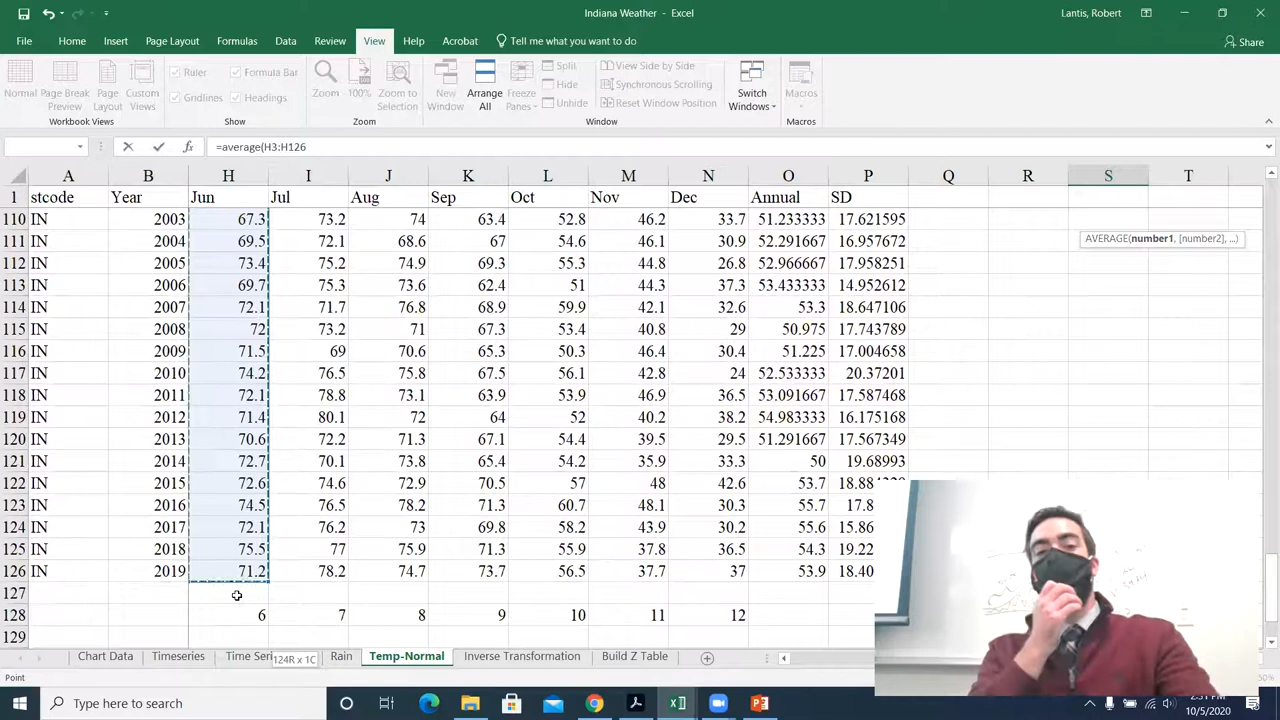 Indiana Weather - Excel
Lantis, Robert
File Home Insert Page Layout Formulas Data Review View Help Acrobat Tell me what you want to do Share
Normal Page Break Preview Page Layout Custom Views
Ruler Formula Bar
Gridlines Headings
Zoom 100% Zoom to Selection
New Window Arrange All Freeze Panes
Split
Hide
Unhide
View Side by Side
Synchronous Scrolling
Reset Window Position
Switch Windows
Macros
Workbook Views Show Zoom Window Macros
fx =average(H3:H126
A B H I J K L M N O P Q R S T
1 stcode Year Jun Jul Aug Sep Oct Nov Dec Annual SD
110 IN 2003 67.3 73.2 74 63.4 52.8 46.2 33.7 51.233333 17.621595
111 IN 2004 69.5 72.1 68.6 67 54.6 46.1 30.9 52.291667 16.957672
AVERAGE(number1, [number2], ...)
112 IN 2005 73.4 75.2 74.9 69.3 55.3 44.8 26.8 52.966667 17.958251
113 IN 2006 69.7 75.3 73.6 62.4 51 44.3 37.3 53.433333 14.952612
114 IN 2007 72.1 71.7 76.8 68.9 59.9 42.1 32.6 53.3 18.647106
115 IN 2008 72 73.2 71 67.3 53.4 40.8 29 50.975 17.743789
116 IN 2009 71.5 69 70.6 65.3 50.3 46.4 30.4 51.225 17.004658
117 IN 2010 74.2 76.5 75.8 67.5 56.1 42.8 24 52.533333 20.37201
118 IN 2011 72.1 78.8 73.1 63.9 53.9 46.9 36.5 53.091667 17.587468
119 IN 2012 71.4 80.1 72 64 52 40.2 38.2 54.983333 16.175168
120 IN 2013 70.6 72.2 71.3 67.1 54.4 39.5 29.5 51.291667 17.567349
121 IN 2014 72.7 70.1 73.8 65.4 54.2 35.9 33.3 50 19.68993
122 IN 2015 72.6 74.6 72.9 70.5 57 48 42.6 53.7
123 IN 2016 74.5 76.5 78.2 71.3 60.7 48.1 30.3 55.7 17.8
124 IN 2017 72.1 76.2 73 69.8 58.2 43.9 30.2 55.6 15.86
125 IN 2018 75.5 77 75.9 71.3 55.9 37.8 36.5 54.3 19.22
126 IN 2019 71.2 78.2 74.7 73.7 56.5 37.7 37 53.9 18.40
127
128 6 7 8 9 10 11 12
129
Chart Data Timeseries Time Seri 124R x 1C Rain Temp-Normal Inverse Transformation Build Z Table
Point
Type here to search
10/5/2020